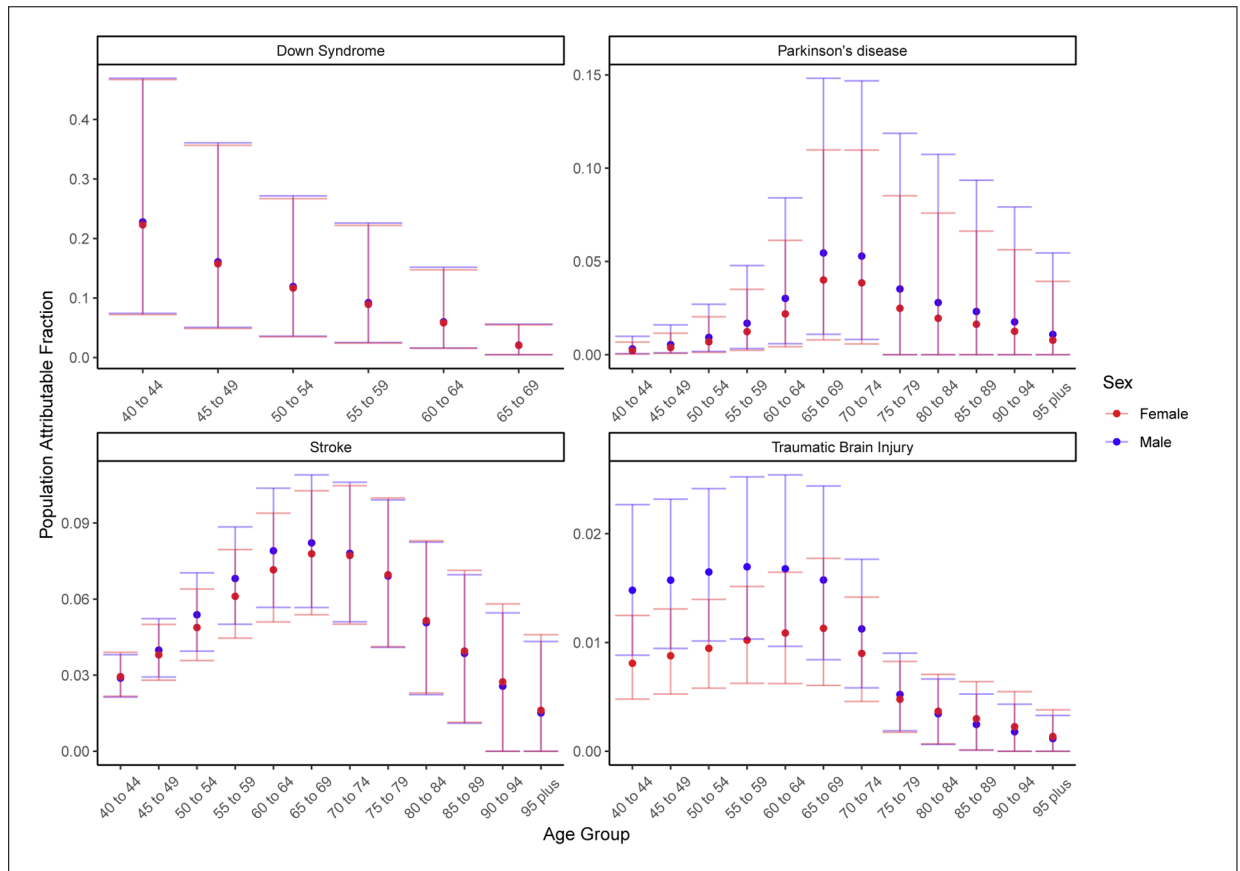 Down Syndrome
Parkinson's disease
0.4
0.3
0.2
0.1
0.0
0.15
0.10
0.05
0.00
40 to 44
45 to 49
50 to 54
55 to 59
60 to 64
65 to 69
40 to 44
45 to 49
50 to 54
55 to 59
60 to 64
65 to 69
70 to 74
75 to 79
80 to 84
85 to 89
90 to 94
95 plus
Population Attributable Fraction
Stroke
Traumatic Brain Injury
0.09
0.06
0.03
0.00
0.02
0.01
0.00
40 to 44
45 to 49
50 to 54
55 to 59
60 to 64
65 to 69
70 to 74
75 to 79
80 to 84
85 to 89
90 to 94
95 plus
40 to 44
45 to 49
50 to 54
55 to 59
60 to 64
65 to 69
70 to 74
75 to 79
80 to 84
85 to 89
90 to 94
95 plus
Age Group
Sex
Female
Male